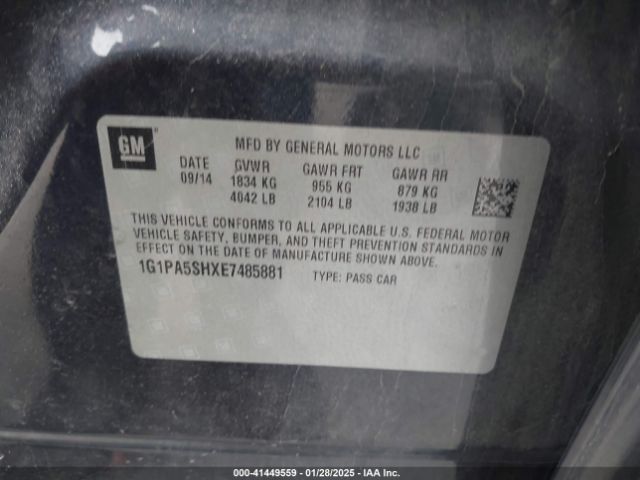 GM
MFD BY GENERAL MOTORS LLC
DATE GVWR GAWR FRT GAWR RR
09/14 1834 KG 955 KG 879 KG
4042 LB 2104 LB 1938 LB
THIS VEHICLE CONFORMS TO ALL APPLICABLE U.S. FEDERAL MOTOR
VEHICLE SAFETY, BUMPER, AND THEFT PREVENTION STANDARDS IN
EFFECT ON THE DATE OF MANUFACTURE SHOWN ABOVE.
1G1PA5SHXE7485881 TYPE: PASS CAR
000-41449559 | 01/28/2025 | IAA Inc.